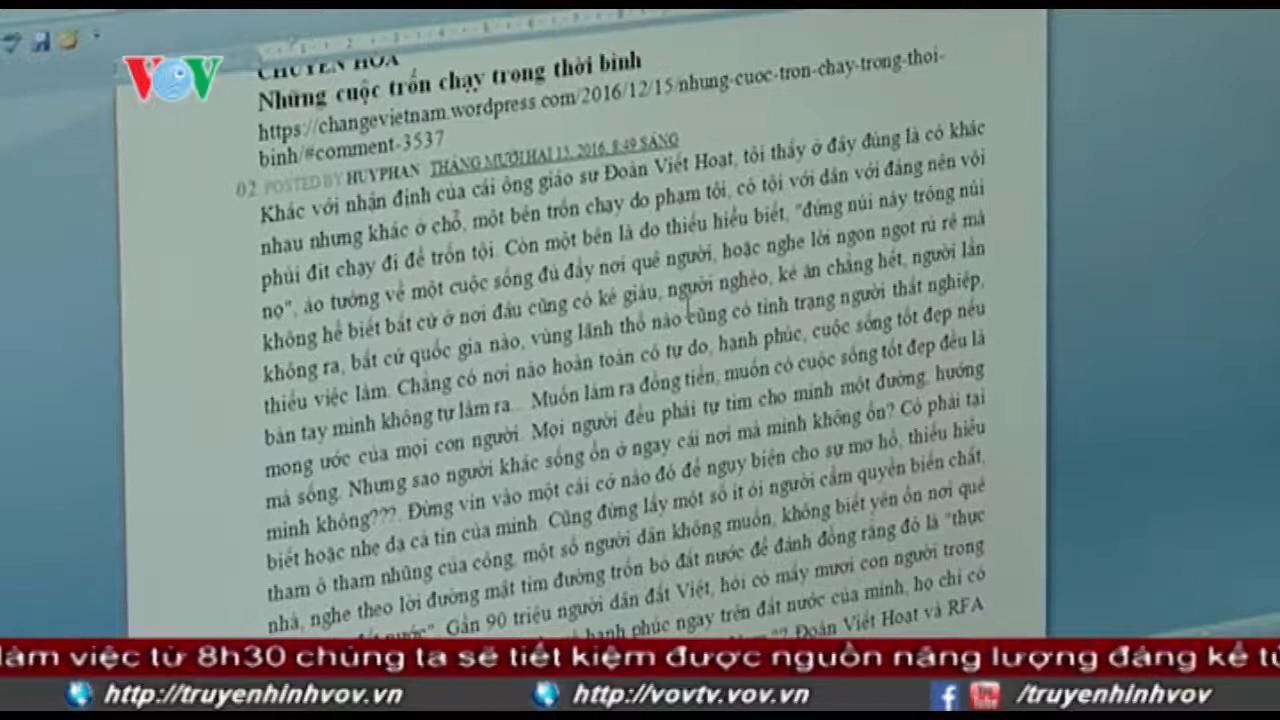 VOV
CHUYỂN HÓA
Những cuộc trốn chạy trong thời bình
https://changevietnam.wordpress.com/2016/12/15/nhung-cuoc-tron-chay-trong-thoi-
binh/#comment-3537
02 POSTED BY HUYPHAN THÁNG MƯỜI HAI 15, 2016, 8:49 SÁNG
Khác với nhận định của cái ông giáo sư Đoàn Viết Hoạt, tôi thấy ở đây đúng là có khác
nhau nhưng khác ở chỗ, một bên trốn chạy do phạm tội, có tội với dân với đảng nên vội
phủi đít chạy đi để trốn tội. Còn một bên là do thiếu hiểu biết, "đứng núi này trông núi
nọ", ảo tưởng về một cuộc sống đủ đầy nơi quê người, hoặc nghe lời ngon ngọt rủ rê mà
không hề biết bất cứ ở nơi đâu cũng có kẻ giàu, người nghèo, kẻ ăn chẳng hết, người lần
không ra, bất cứ quốc gia nào, vùng lãnh thổ nào cũng có tình trạng người thất nghiệp,
thiếu việc làm. Chẳng có nơi nào hoàn toàn có tự do, hạnh phúc, cuộc sống tốt đẹp nếu
bàn tay mình không tự làm ra... Muốn làm ra đồng tiền, muốn có cuộc sống tốt đẹp đều là
mong ước của mọi con người. Mọi người đều phải tự tìm cho mình một đường, hướng
mà sống. Nhưng sao người khác sống ổn ở ngay cái nơi mà mình không ổn? Có phải tại
mình không???. Đừng vin vào một cái cớ nào đó để ngụy biện cho sự mơ hồ, thiếu hiểu
biết hoặc nhẹ dạ cả tin của mình. Cũng đừng lấy một số ít ỏi người cầm quyền biến chất,
tham ô tham nhũng của công, một số người dân không muốn, không biết yên ổn nơi quê
nhà, nghe theo lời đường mật tìm đường trốn bỏ đất nước để đánh đồng rằng đó là "thực
nước". Gần 90 triệu người dân đất Việt, hỏi có mấy mươi con người trong
hạnh phúc ngay trên đất nước của mình, họ chỉ có
Đoàn Viết Hoạt và RFA
làm việc từ 8h30 chúng ta sẽ tiết kiệm được nguồn năng lượng đáng kể từ
http://truyenhinhvov.vn http://vovtv.vov.vn f You Tube /truyenhinhvov